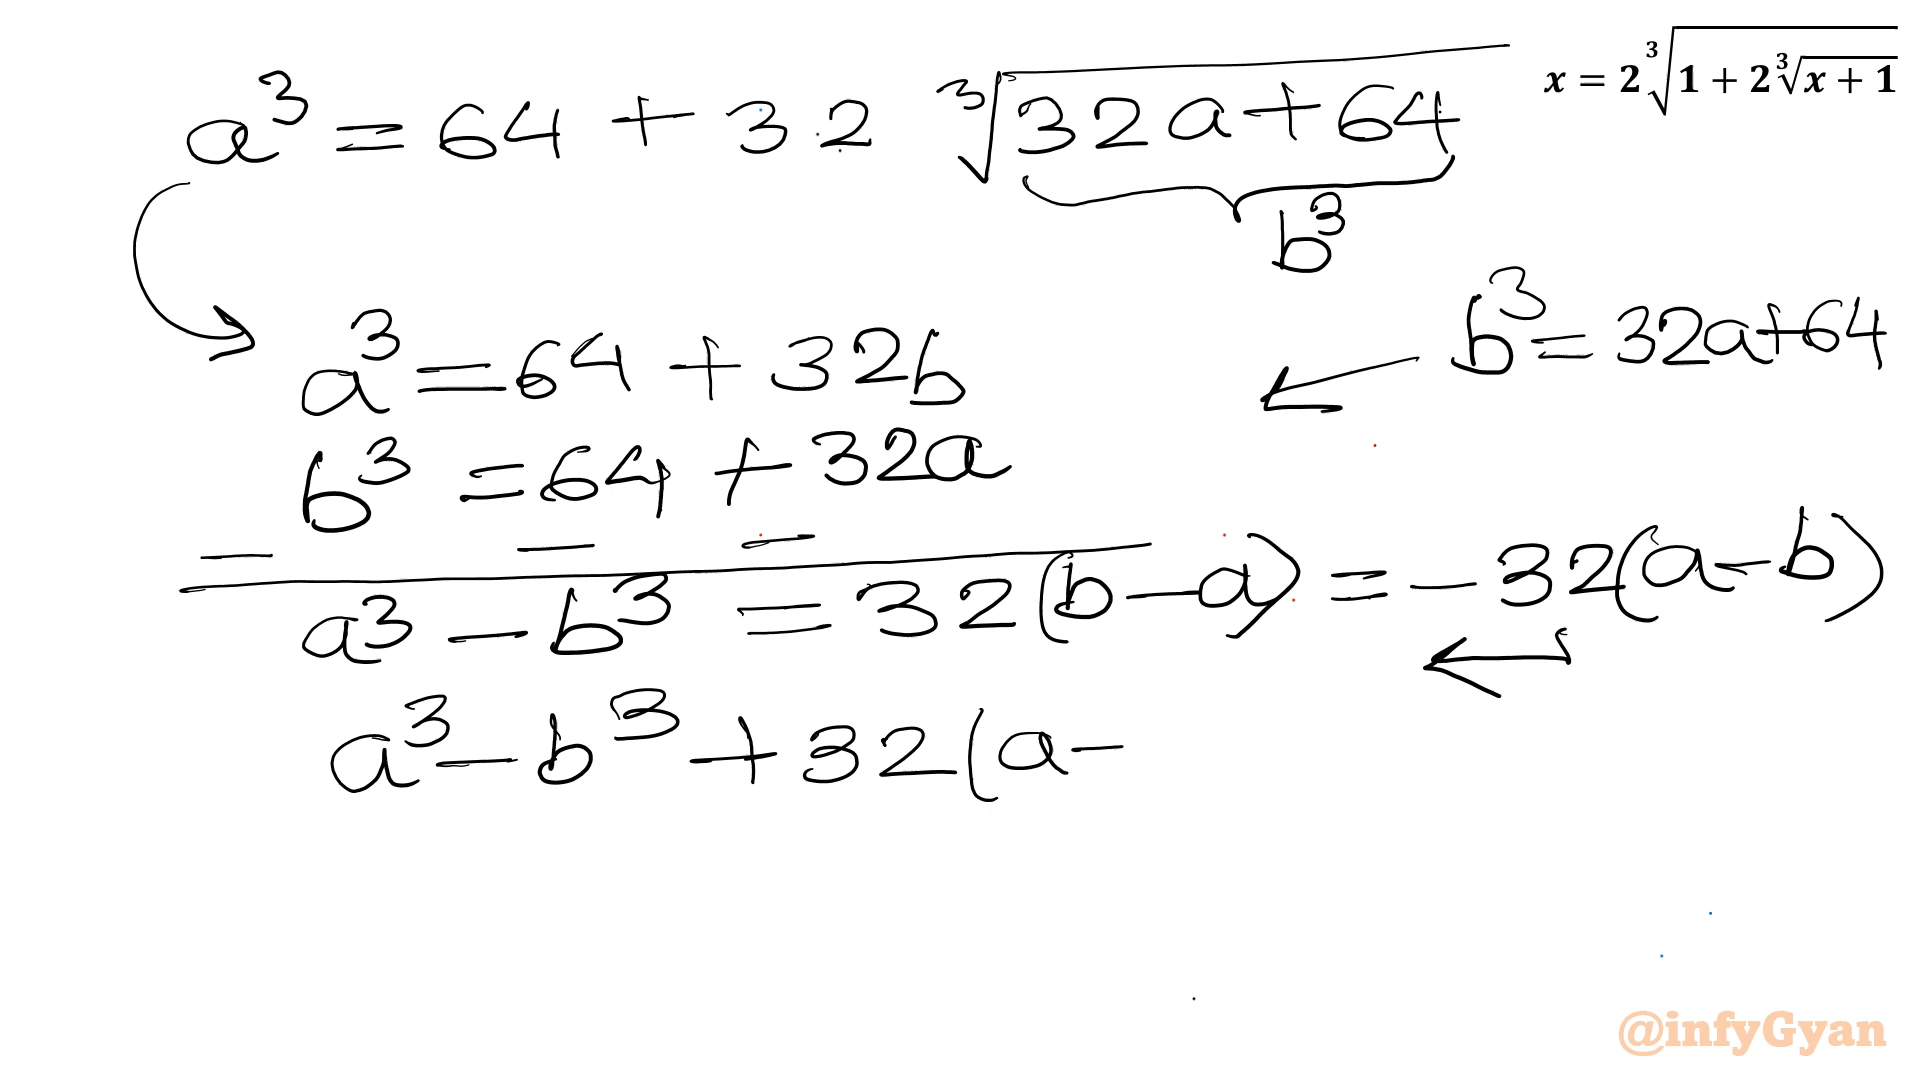 x = 2∛(1 + 2∛(x + 1))
a³ = 64 + 32 ∛(32a + 64)
b³
b³ = 32a + 64
a³ = 64 + 32b
b³ = 64 + 32a
− − −
a³ − b³ = 32(b − a) = −32(a − b)
a³ − b³ + 32(a −
@infyGyan